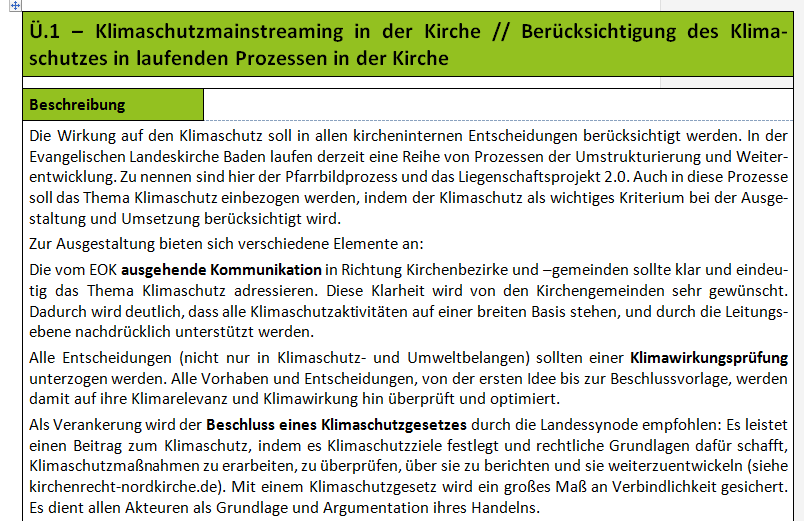 Ü.1 – Klimaschutzmainstreaming in der Kirche // Berücksichtigung des Klima-
schutzes in laufenden Prozessen in der Kirche
Beschreibung
Die Wirkung auf den Klimaschutz soll in allen kircheninternen Entscheidungen berücksichtigt werden. In der
Evangelischen Landeskirche Baden laufen derzeit eine Reihe von Prozessen der Umstrukturierung und Weiter-
entwicklung. Zu nennen sind hier der Pfarrbildprozess und das Liegenschaftsprojekt 2.0. Auch in diese Prozesse
soll das Thema Klimaschutz einbezogen werden, indem der Klimaschutz als wichtiges Kriterium bei der Ausge-
staltung und Umsetzung berücksichtigt wird.
Zur Ausgestaltung bieten sich verschiedene Elemente an:
Die vom EOK ausgehende Kommunikation in Richtung Kirchenbezirke und –gemeinden sollte klar und eindeu-
tig das Thema Klimaschutz adressieren. Diese Klarheit wird von den Kirchengemeinden sehr gewünscht.
Dadurch wird deutlich, dass alle Klimaschutzaktivitäten auf einer breiten Basis stehen, und durch die Leitungs-
ebene nachdrücklich unterstützt werden.
Alle Entscheidungen (nicht nur in Klimaschutz- und Umweltbelangen) sollten einer Klimawirkungsprüfung
unterzogen werden. Alle Vorhaben und Entscheidungen, von der ersten Idee bis zur Beschlussvorlage, werden
damit auf ihre Klimarelevanz und Klimawirkung hin überprüft und optimiert.
Als Verankerung wird der Beschluss eines Klimaschutzgesetzes durch die Landessynode empfohlen: Es leistet
einen Beitrag zum Klimaschutz, indem es Klimaschutzziele festlegt und rechtliche Grundlagen dafür schafft,
Klimaschutzmaßnahmen zu erarbeiten, zu überprüfen, über sie zu berichten und sie weiterzuentwickeln (siehe
kirchenrecht-nordkirche.de). Mit einem Klimaschutzgesetz wird ein großes Maß an Verbindlichkeit gesichert.
Es dient allen Akteuren als Grundlage und Argumentation ihres Handelns.